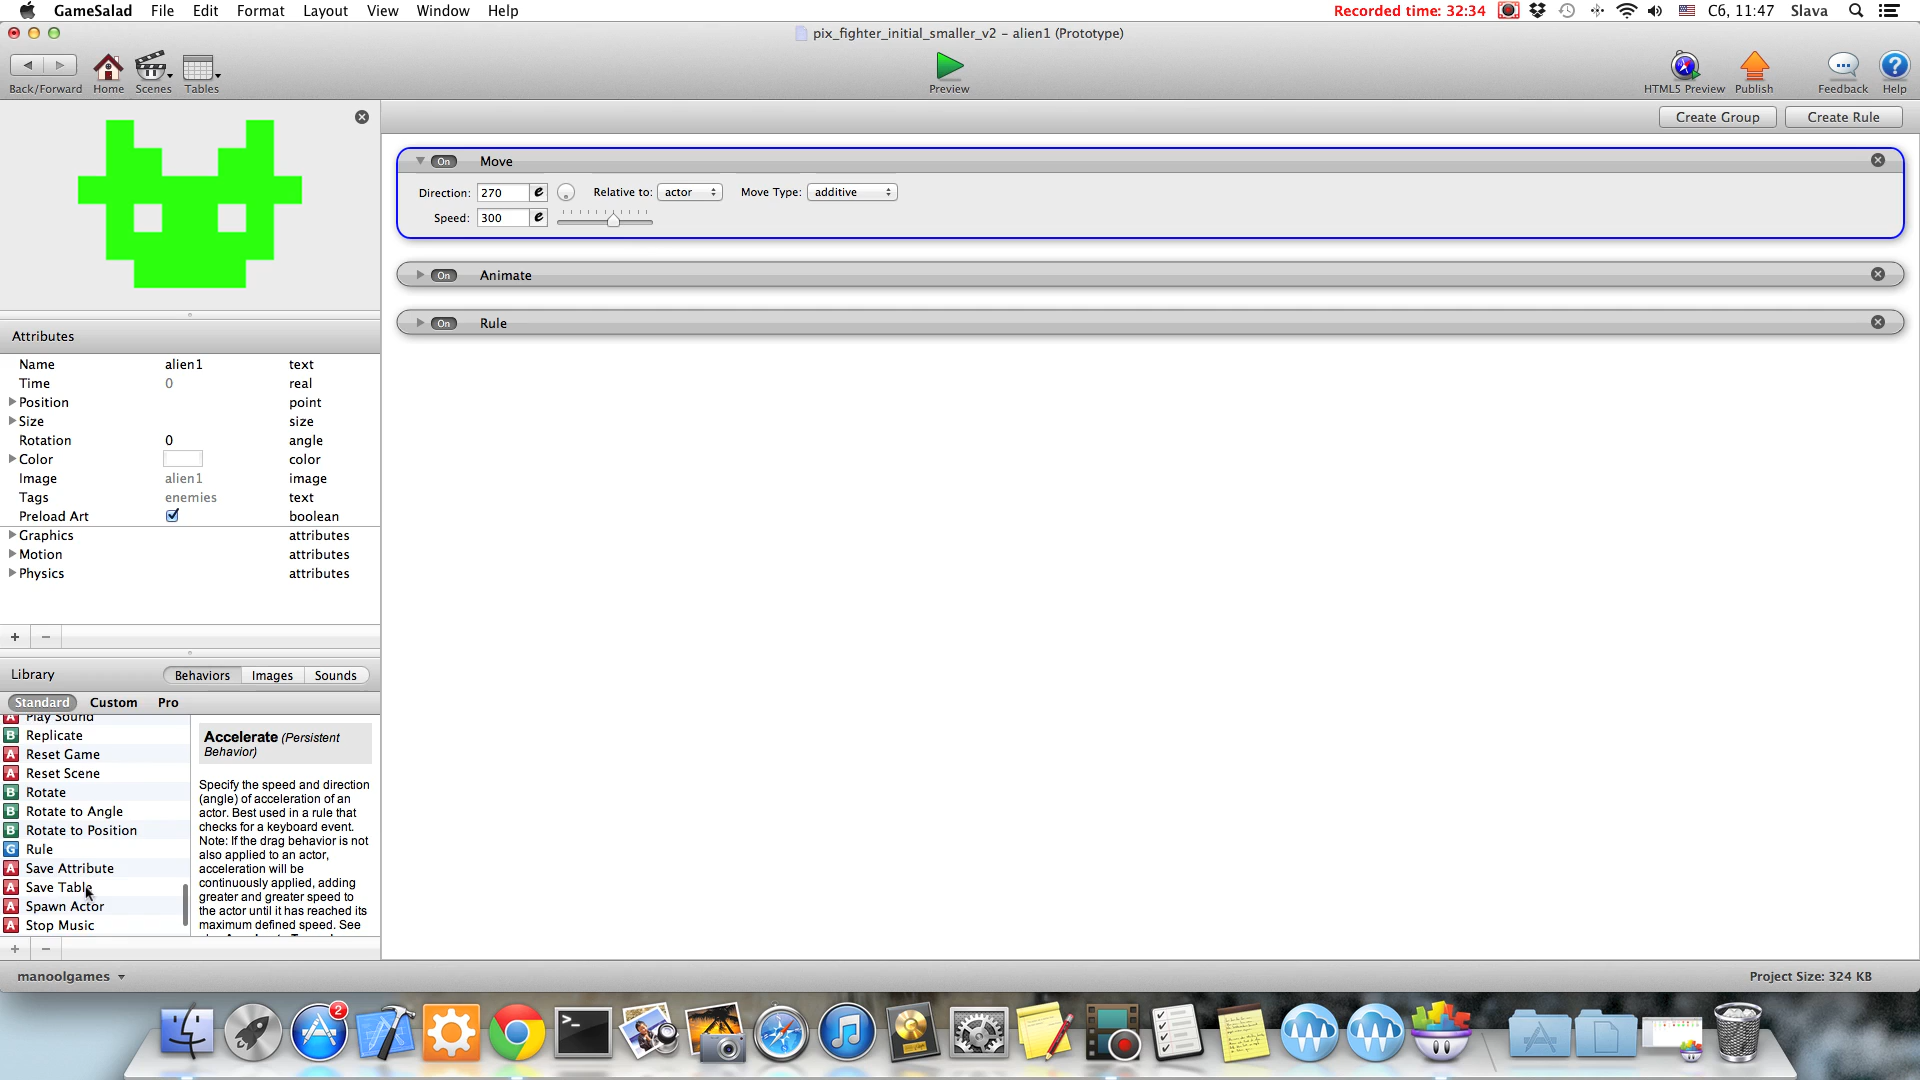 GameSalad File Edit Format Layout View Window Help Recorded time: 32:34 C6, 11:47 Slava
pix_fighter_initial_smaller_v2 – alien1 (Prototype)
Back/Forward Home Scenes Tables Preview HTML5 Preview Publish Feedback Help
Create Group Create Rule
On Move
Direction: 270 e Relative to: actor Move Type: additive
Speed: 300 e
On Animate
On Rule
Attributes
Name alien1 text
Time 0 real
Position point
Size size
Rotation 0 angle
Color color
Image alien1 image
Tags enemies text
Preload Art boolean
Graphics attributes
Motion attributes
Physics attributes
+ −
Library Behaviors Images Sounds
Standard Custom Pro
A Play Sound
B Replicate
A Reset Game
A Reset Scene
B Rotate
B Rotate to Angle
B Rotate to Position
G Rule
A Save Attribute
A Save Table
A Spawn Actor
A Stop Music
Accelerate (Persistent
Behavior)
Specify the speed and direction
(angle) of acceleration of an
actor. Best used in a rule that
checks for a keyboard event.
Note: If the drag behavior is not
also applied to an actor,
acceleration will be
continuously applied, adding
greater and greater speed to
the actor until it has reached its
maximum defined speed. See
+ −
manoolgames Project Size: 324 KB
2